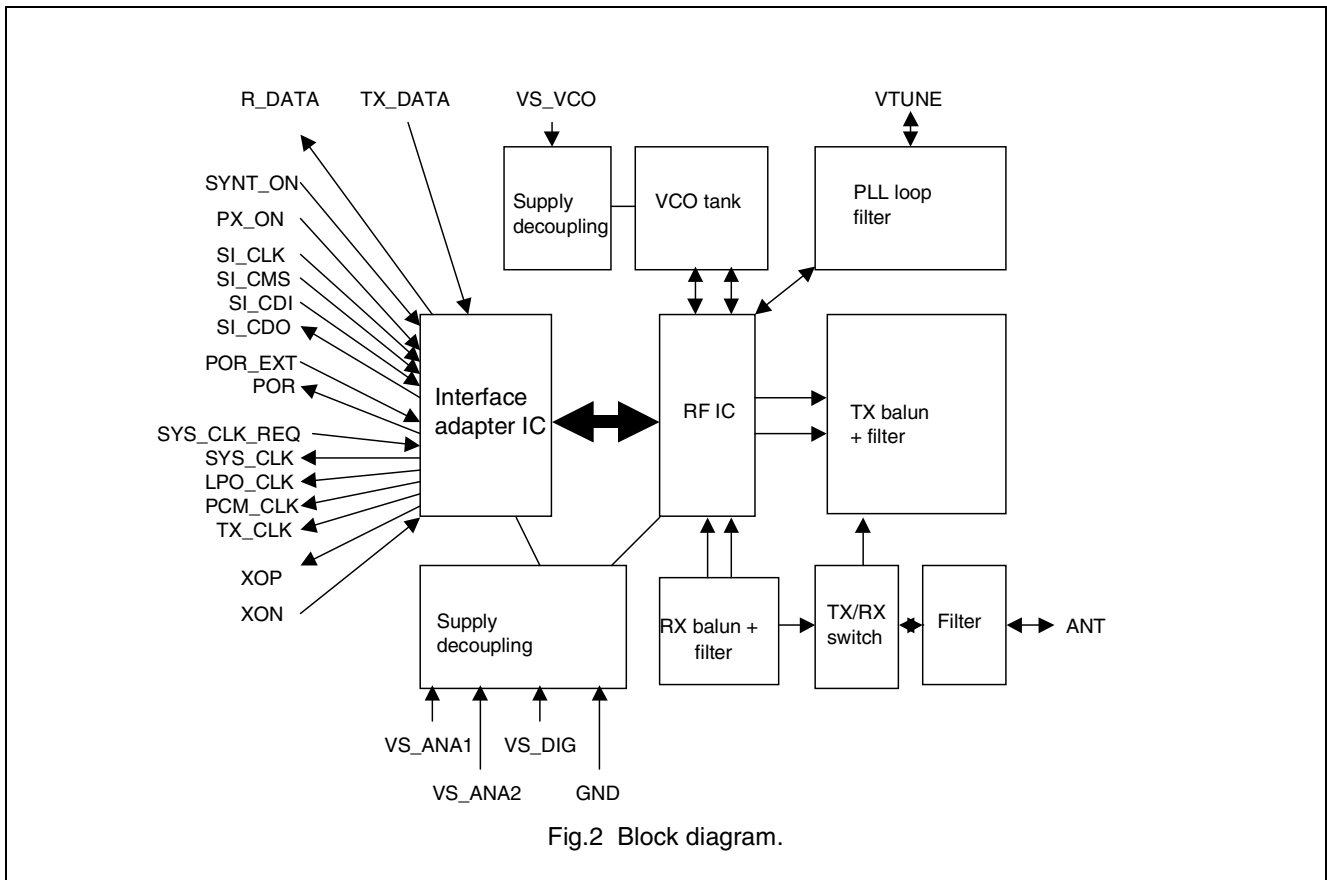 R_DATA
TX_DATA
VS_VCO
VTUNE
SYNT_ON
PX_ON
SI_CLK
SI_CMS
SI_CDI
SI_CDO
POR_EXT
POR
SYS_CLK_REQ
SYS_CLK
LPO_CLK
PCM_CLK
TX_CLK
XOP
XON
Supply
decoupling
VCO tank
PLL loop
filter
Interface
adapter IC
RF IC
TX balun
+ filter
Supply
decoupling
RX balun +
filter
TX/RX
switch
Filter
ANT
VS_ANA1
VS_DIG
VS_ANA2
GND
Fig.2 Block diagram.